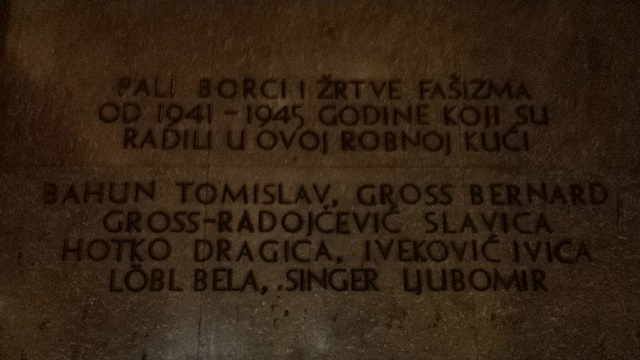 PALI BORCI I ŽRTVE FAŠIZMA
OD 1941 - 1945 GODINE KOJI SU
RADILI U OVOJ ROBNOJ KUĆI
BAHUN TOMISLAV, GROSS BERNARD
GROSS-RADOJČEVIĆ SLAVICA
HOTKO DRAGICA, IVEKOVIĆ IVICA
LÖBL BELA, SINGER LJUBOMIR